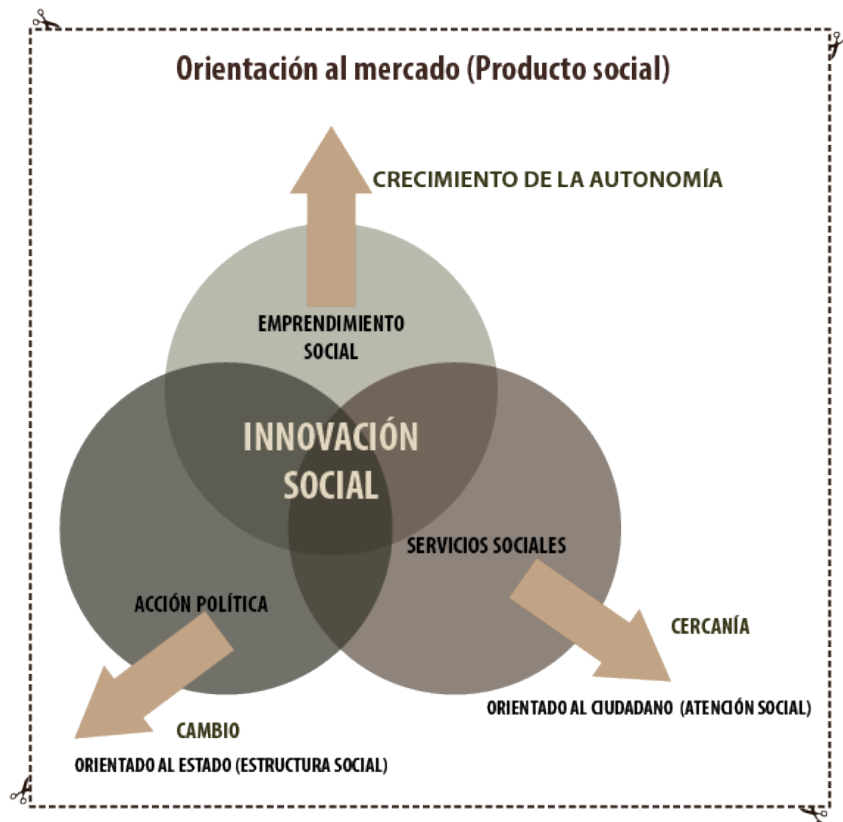 Orientación al mercado (Producto social)
CRECIMIENTO DE LA AUTONOMÍA
EMPRENDIMIENTO
SOCIAL
INNOVACIÓN
SOCIAL
SERVICIOS SOCIALES
ACCIÓN POLÍTICA
CERCANÍA
ORIENTADO AL CIUDADANO (ATENCIÓN SOCIAL)
CAMBIO
ORIENTADO AL ESTADO (ESTRUCTURA SOCIAL)